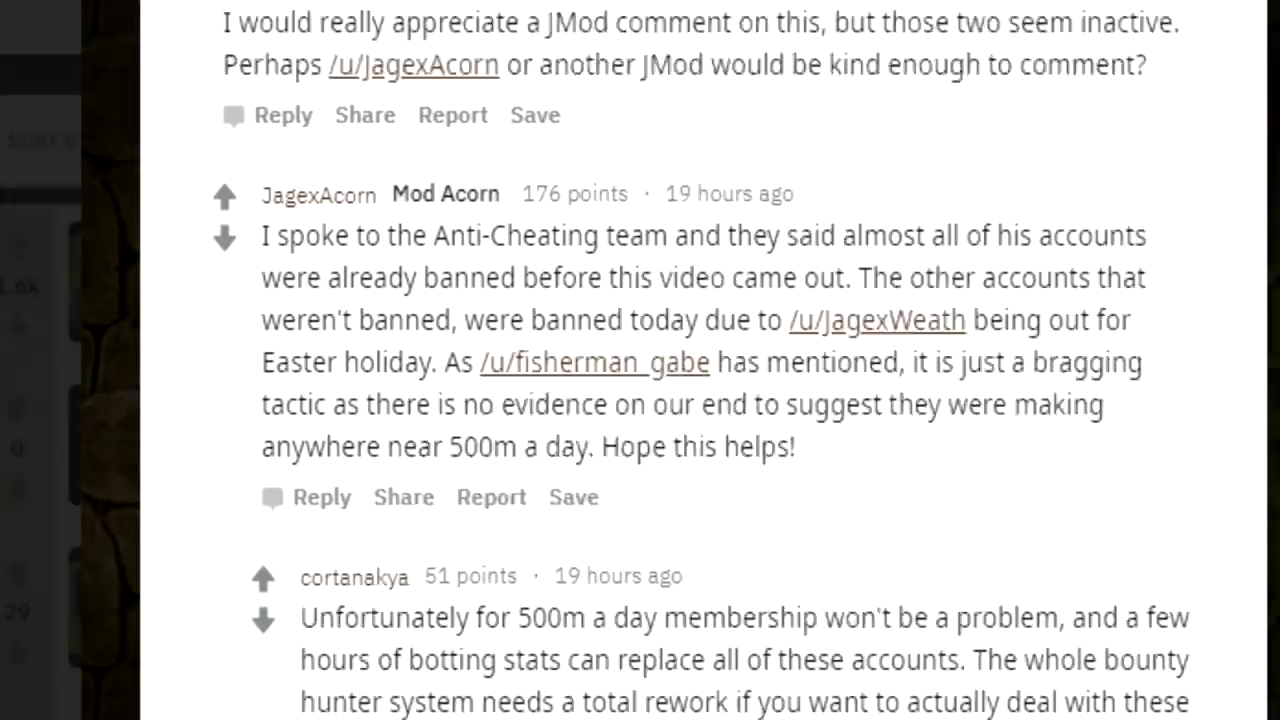 I would really appreciate a JMod comment on this, but those two seem inactive.
Perhaps /u/JagexAcorn or another JMod would be kind enough to comment?
Reply Share Report Save
JagexAcorn Mod Acorn 176 points · 19 hours ago
I spoke to the Anti-Cheating team and they said almost all of his accounts
were already banned before this video came out. The other accounts that
weren't banned, were banned today due to /u/JagexWeath being out for
Easter holiday. As /u/fisherman_gabe has mentioned, it is just a bragging
tactic as there is no evidence on our end to suggest they were making
anywhere near 500m a day. Hope this helps!
Reply Share Report Save
cortanakya 51 points · 19 hours ago
Unfortunately for 500m a day membership won't be a problem, and a few
hours of botting stats can replace all of these accounts. The whole bounty
hunter system needs a total rework if you want to actually deal with these
0
29